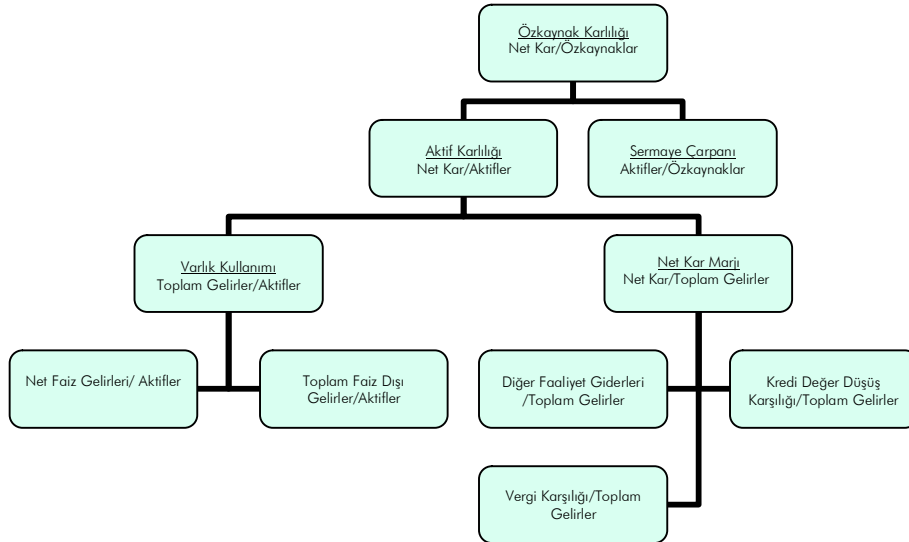 Özkaynak Karlılığı
Net Kar/Özkaynaklar
Aktif Karlılığı
Net Kar/Aktifler
Sermaye Çarpanı
Aktifler/Özkaynaklar
Varlık Kullanımı
Toplam Gelirler/Aktifler
Net Kar Marjı
Net Kar/Toplam Gelirler
Net Faiz Gelirleri/ Aktifler
Toplam Faiz Dışı
Gelirler/Aktifler
Diğer Faaliyet Giderleri
/Toplam Gelirler
Kredi Değer Düşüş
Karşılığı/Toplam Gelirler
Vergi Karşılığı/Toplam
Gelirler